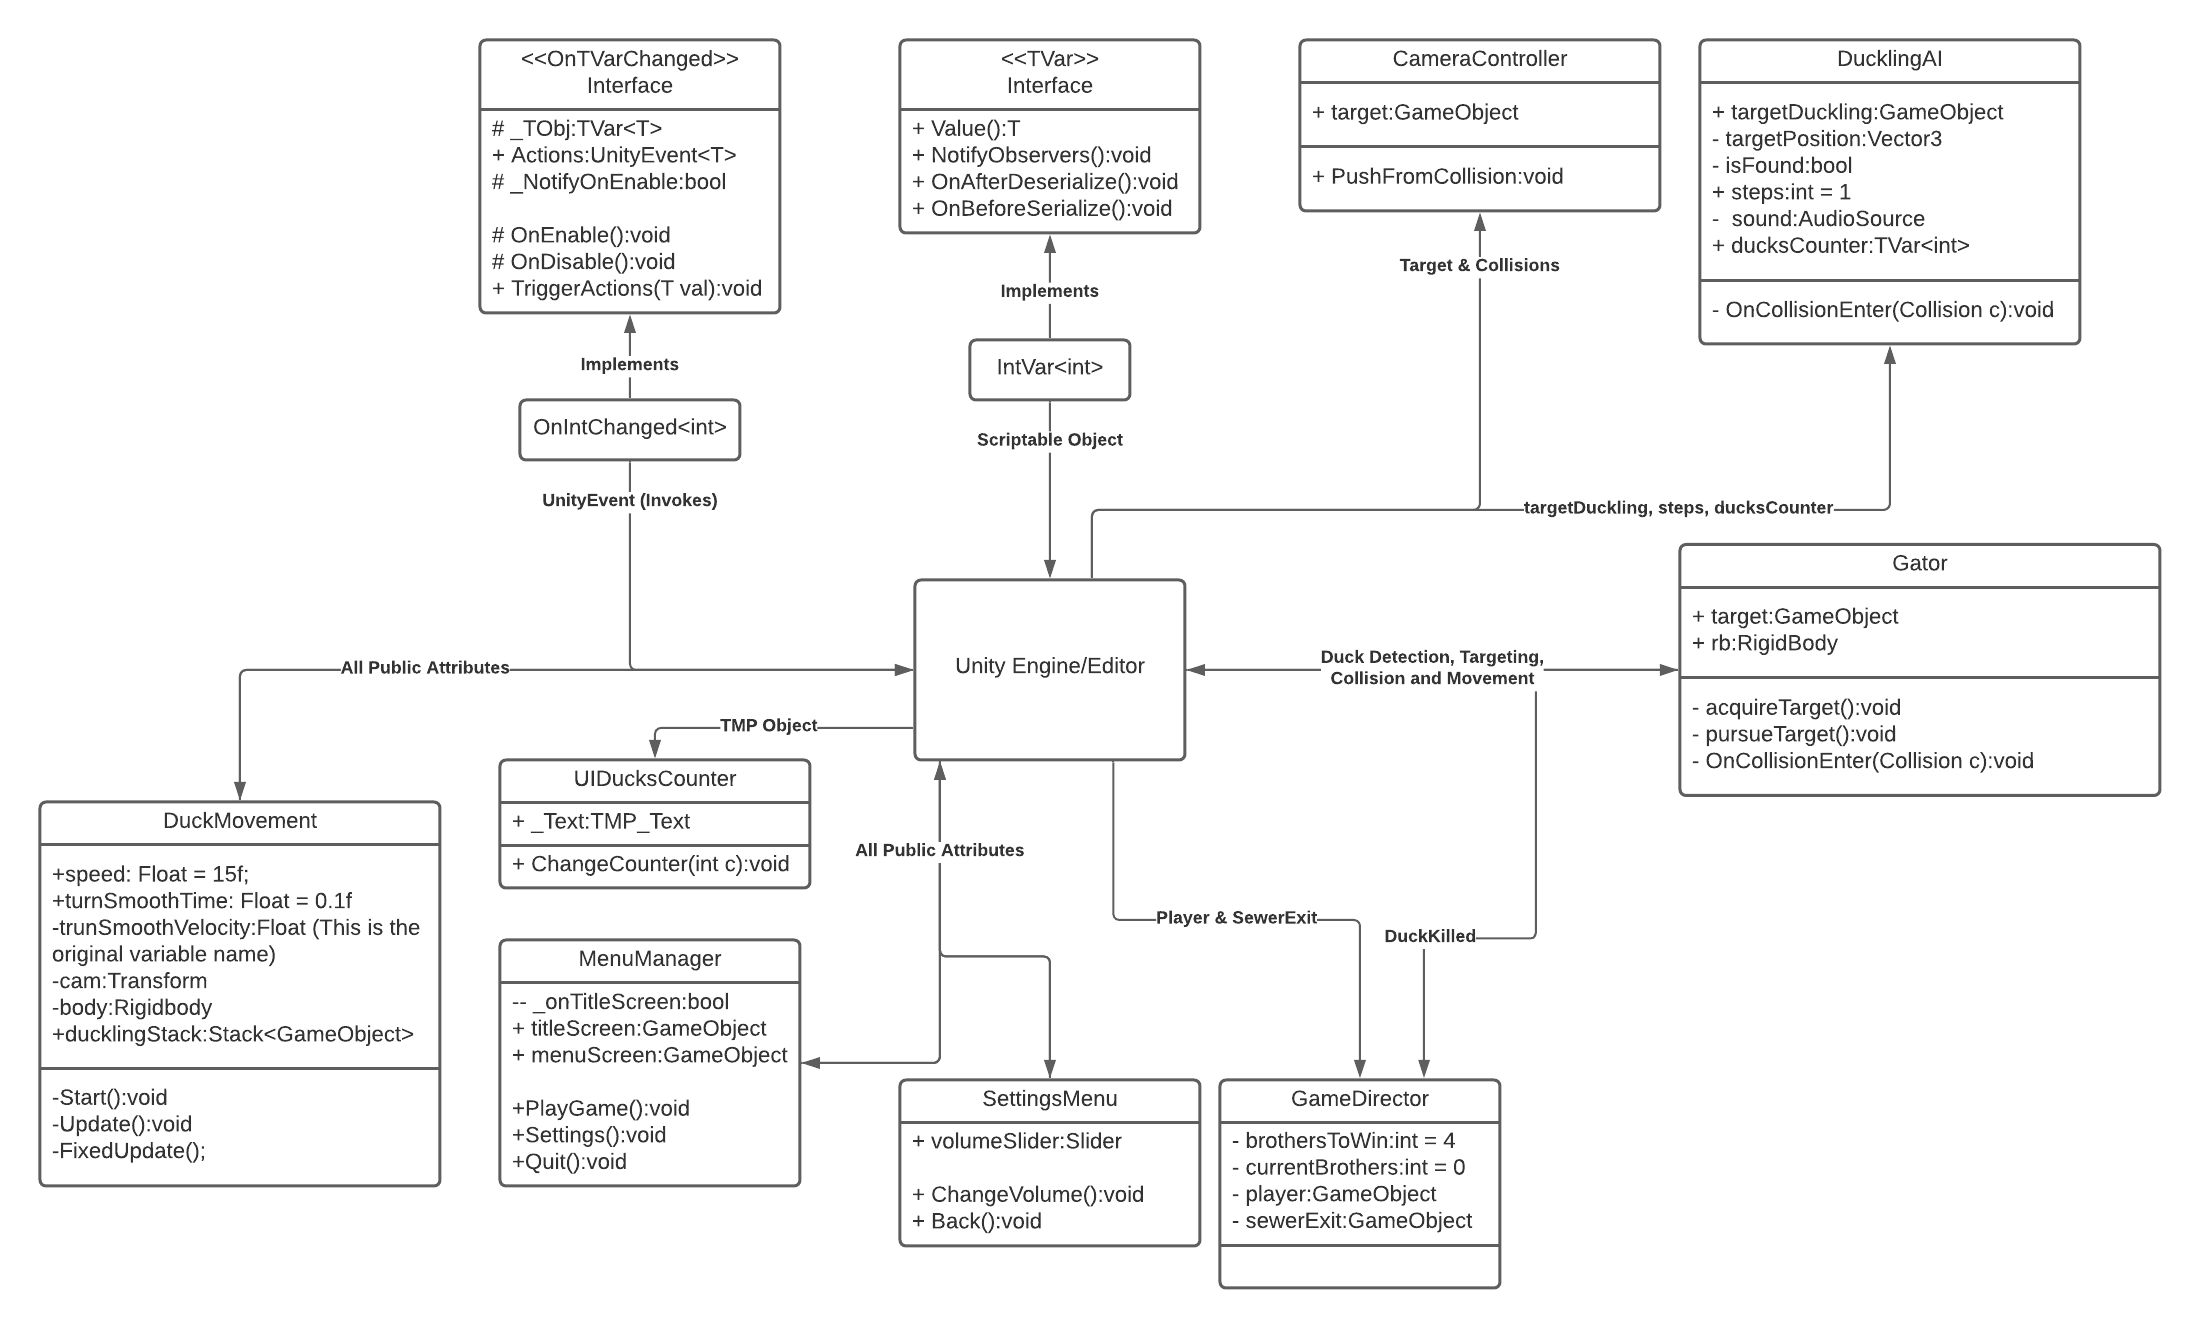 <<OnTVarChanged>>
Interface
# _TObj:TVar<T>
+ Actions:UnityEvent<T>
# _NotifyOnEnable:bool
# OnEnable():void
# OnDisable():void
+ TriggerActions(T val):void
<<TVar>>
Interface
+ Value():T
+ NotifyObservers():void
+ OnAfterDeserialize():void
+ OnBeforeSerialize():void
CameraController
+ target:GameObject
+ PushFromCollision:void
DucklingAI
+ targetDuckling:GameObject
- targetPosition:Vector3
- isFound:bool
+ steps:int = 1
-  sound:AudioSource
+ ducksCounter:TVar<int>
- OnCollisionEnter(Collision c):void
Target & Collisions
Implements
Implements
IntVar<int>
OnIntChanged<int>
Scriptable Object
UnityEvent (Invokes)
targetDuckling, steps, ducksCounter
Gator
+ target:GameObject
+ rb:RigidBody
- acquireTarget():void
- pursueTarget():void
- OnCollisionEnter(Collision c):void
Unity Engine/Editor
Duck Detection, Targeting,
Collision and Movement
All Public Attributes
TMP Object
UIDucksCounter
+ _Text:TMP_Text
+ ChangeCounter(int c):void
DuckMovement
+speed: Float = 15f;
+turnSmoothTime: Float = 0.1f
-trunSmoothVelocity:Float (This is the
original variable name)
-cam:Transform
-body:Rigidbody
+ducklingStack:Stack<GameObject>
-Start():void
-Update():void
-FixedUpdate();
All Public Attributes
Player & SewerExit
DuckKilled
MenuManager
-- _onTitleScreen:bool
+ titleScreen:GameObject
+ menuScreen:GameObject
+PlayGame():void
+Settings():void
+Quit():void
SettingsMenu
+ volumeSlider:Slider
+ ChangeVolume():void
+ Back():void
GameDirector
- brothersToWin:int = 4
- currentBrothers:int = 0
- player:GameObject
- sewerExit:GameObject